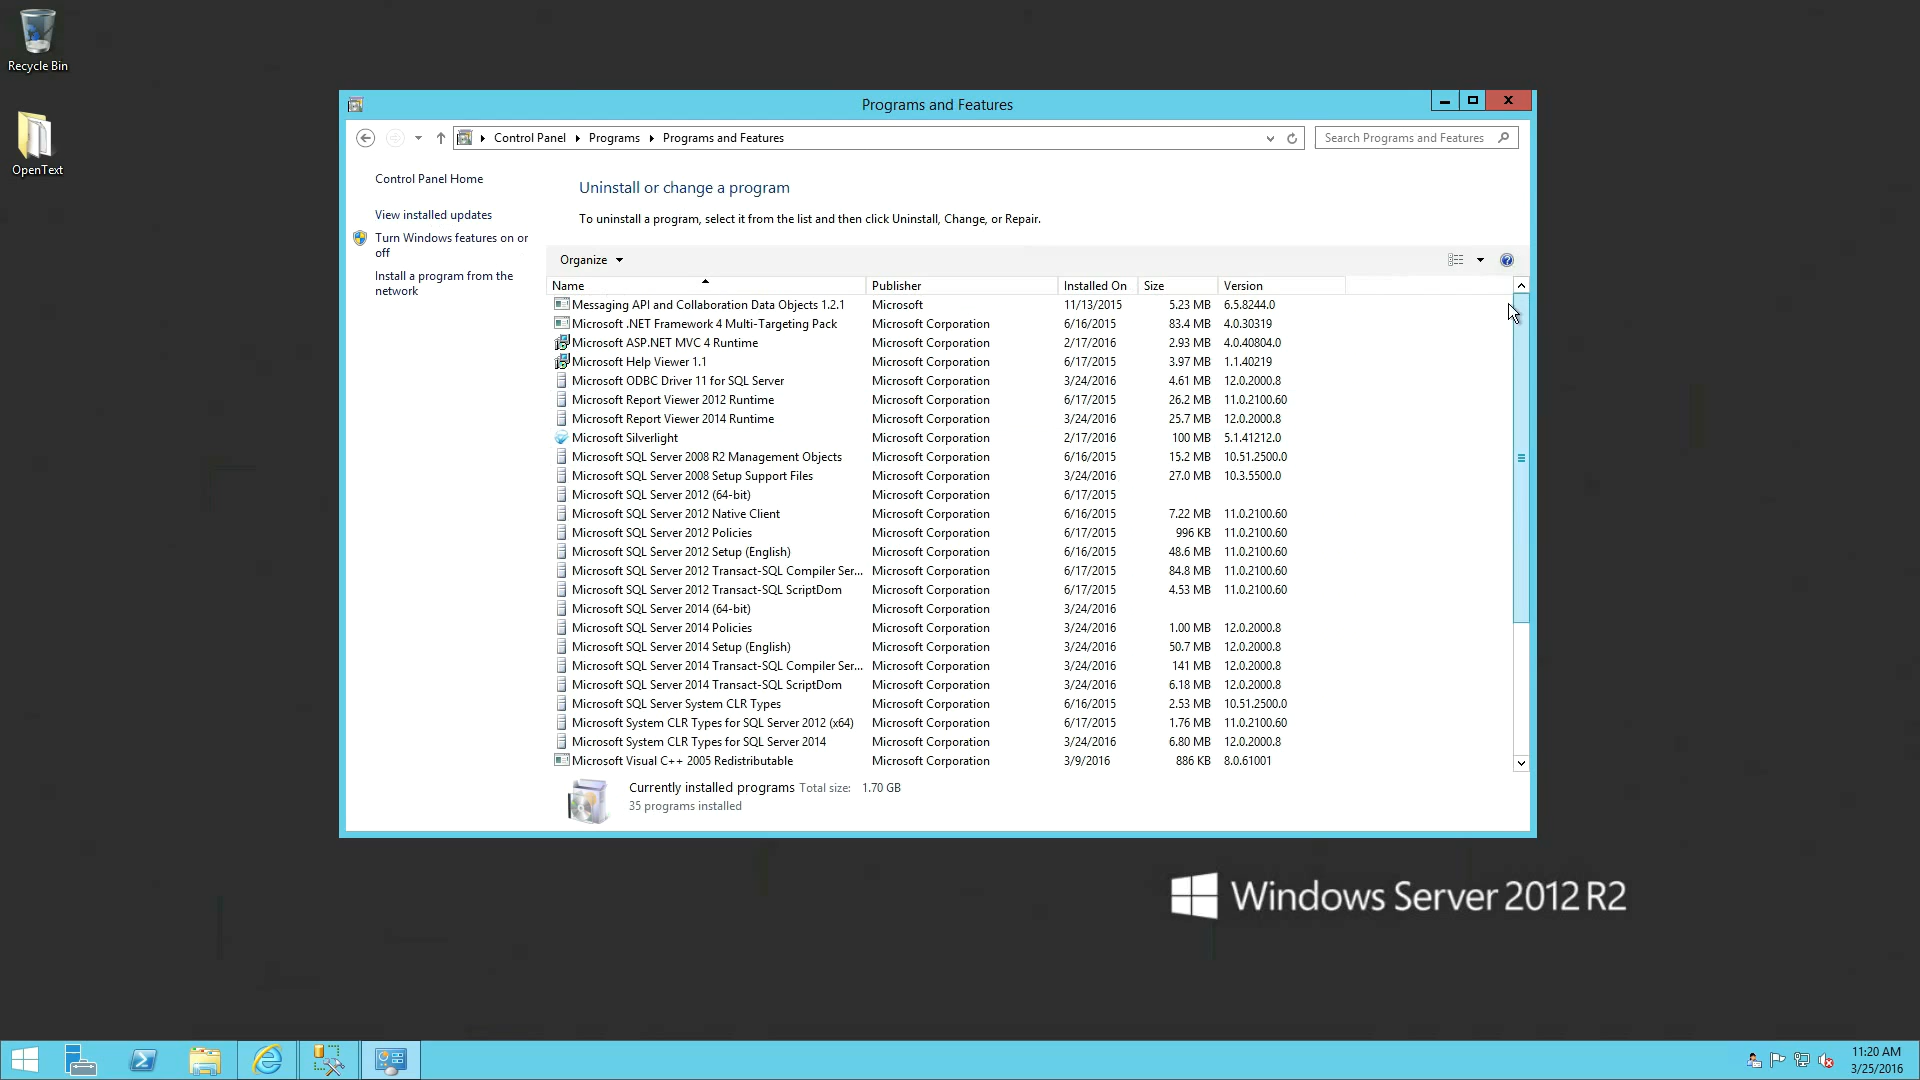 Recycle Bin
OpenText
Programs and Features
Control Panel Programs Programs and Features
Search Programs and Features
Control Panel Home
View installed updates
Turn Windows features on or
off
Install a program from the
network
Uninstall or change a program
To uninstall a program, select it from the list and then click Uninstall, Change, or Repair.
Organize
Name Publisher Installed On Size Version
Messaging API and Collaboration Data Objects 1.2.1 Microsoft 11/13/2015 5.23 MB 6.5.8244.0
Microsoft .NET Framework 4 Multi-Targeting Pack Microsoft Corporation 6/16/2015 83.4 MB 4.0.30319
Microsoft ASP.NET MVC 4 Runtime Microsoft Corporation 2/17/2016 2.93 MB 4.0.40804.0
Microsoft Help Viewer 1.1 Microsoft Corporation 6/17/2015 3.97 MB 1.1.40219
Microsoft ODBC Driver 11 for SQL Server Microsoft Corporation 3/24/2016 4.61 MB 12.0.2000.8
Microsoft Report Viewer 2012 Runtime Microsoft Corporation 6/17/2015 26.2 MB 11.0.2100.60
Microsoft Report Viewer 2014 Runtime Microsoft Corporation 3/24/2016 25.7 MB 12.0.2000.8
Microsoft Silverlight Microsoft Corporation 2/17/2016 100 MB 5.1.41212.0
Microsoft SQL Server 2008 R2 Management Objects Microsoft Corporation 6/16/2015 15.2 MB 10.51.2500.0
Microsoft SQL Server 2008 Setup Support Files Microsoft Corporation 3/24/2016 27.0 MB 10.3.5500.0
Microsoft SQL Server 2012 (64-bit) Microsoft Corporation 6/17/2015
Microsoft SQL Server 2012 Native Client Microsoft Corporation 6/16/2015 7.22 MB 11.0.2100.60
Microsoft SQL Server 2012 Policies Microsoft Corporation 6/17/2015 996 KB 11.0.2100.60
Microsoft SQL Server 2012 Setup (English) Microsoft Corporation 6/16/2015 48.6 MB 11.0.2100.60
Microsoft SQL Server 2012 Transact-SQL Compiler Ser... Microsoft Corporation 6/17/2015 84.8 MB 11.0.2100.60
Microsoft SQL Server 2012 Transact-SQL ScriptDom Microsoft Corporation 6/17/2015 4.53 MB 11.0.2100.60
Microsoft SQL Server 2014 (64-bit) Microsoft Corporation 3/24/2016
Microsoft SQL Server 2014 Policies Microsoft Corporation 3/24/2016 1.00 MB 12.0.2000.8
Microsoft SQL Server 2014 Setup (English) Microsoft Corporation 3/24/2016 50.7 MB 12.0.2000.8
Microsoft SQL Server 2014 Transact-SQL Compiler Ser... Microsoft Corporation 3/24/2016 141 MB 12.0.2000.8
Microsoft SQL Server 2014 Transact-SQL ScriptDom Microsoft Corporation 3/24/2016 6.18 MB 12.0.2000.8
Microsoft SQL Server System CLR Types Microsoft Corporation 6/16/2015 2.53 MB 10.51.2500.0
Microsoft System CLR Types for SQL Server 2012 (x64) Microsoft Corporation 6/17/2015 1.76 MB 11.0.2100.60
Microsoft System CLR Types for SQL Server 2014 Microsoft Corporation 3/24/2016 6.80 MB 12.0.2000.8
Microsoft Visual C++ 2005 Redistributable Microsoft Corporation 3/9/2016 886 KB 8.0.61001
Currently installed programs Total size: 1.70 GB
35 programs installed
Windows Server 2012 R2
11:20 AM
3/25/2016